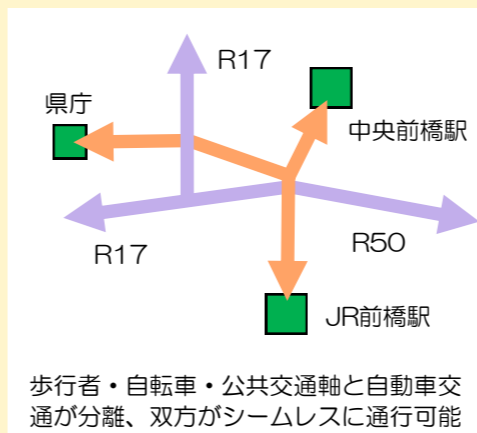 R17
県庁
中央前橋駅
R17
R50
JR前橋駅
歩行者・自転車・公共交通軸と自動車交
通が分離、双方がシームレスに通行可能